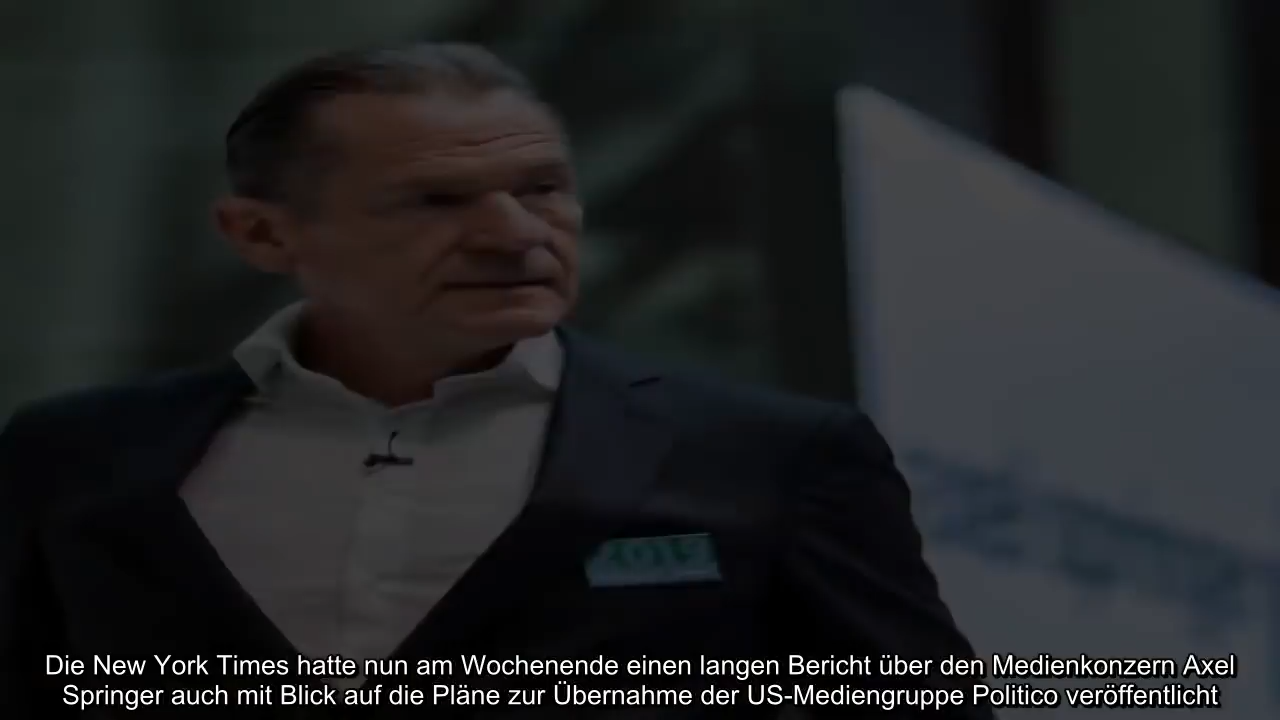 Die New York Times hatte nun am Wochenende einen langen Bericht über den Medienkonzern Axel
Springer auch mit Blick auf die Pläne zur Übernahme der US-Mediengruppe Politico veröffentlicht